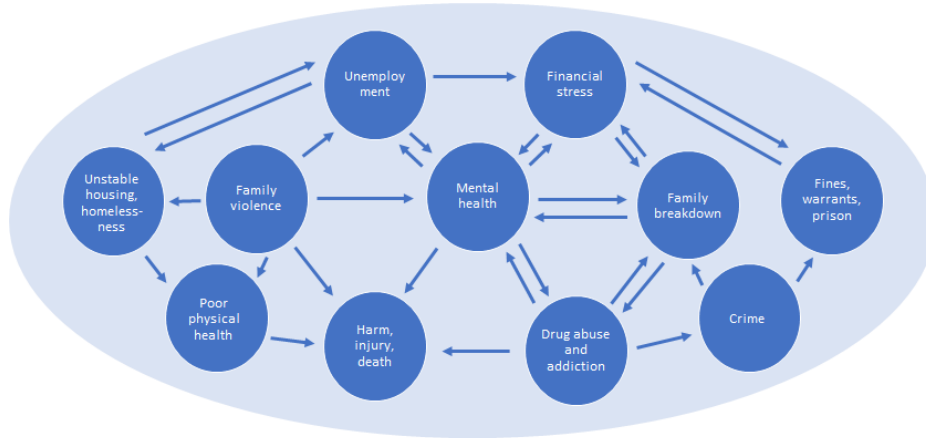 Unemploy
ment
Financial
stress
Unstable
housing,
homeless-
ness
Family
violence
Mental
health
Family
breakdown
Fines,
warrants,
prison
Poor
physical
health
Harm,
injury,
death
Drug abuse
and
addiction
Crime